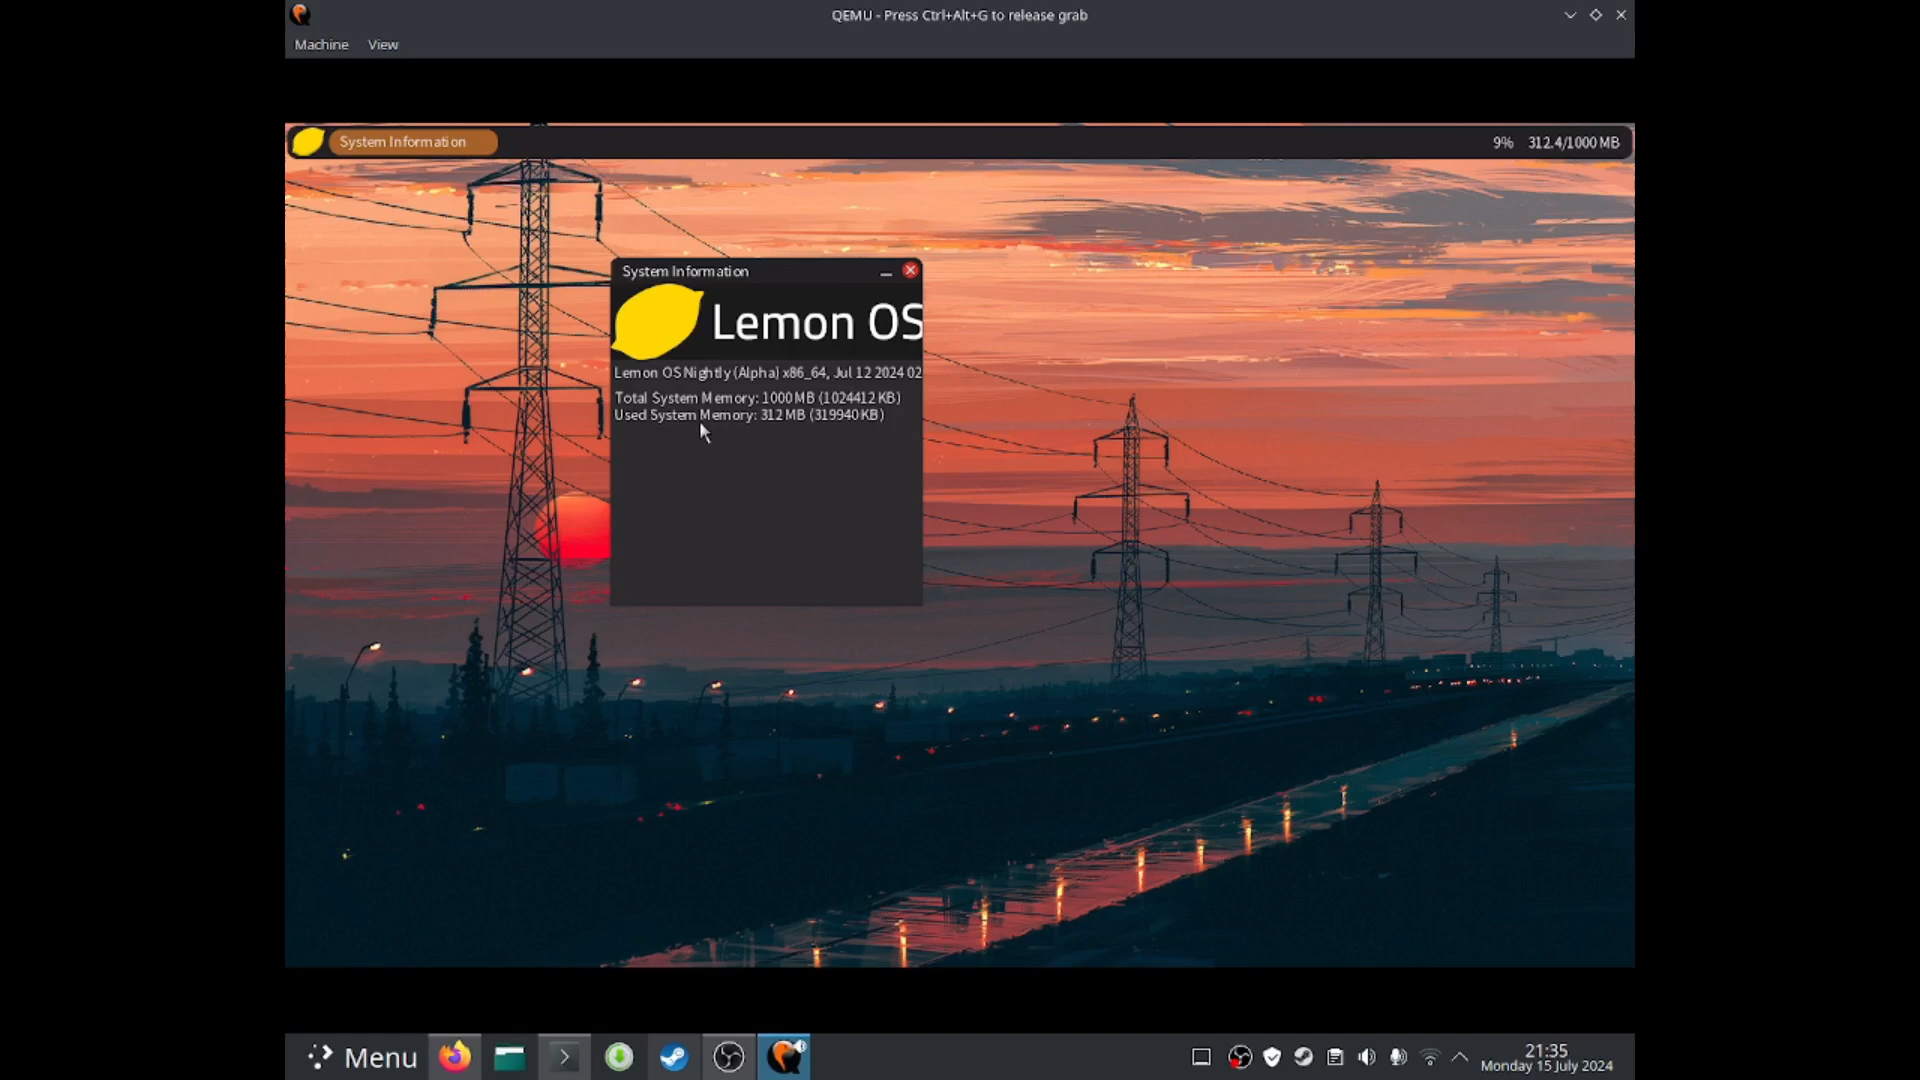 QEMU - Press Ctrl+Alt+G to release grab
Machine View
System Information
9% 312.4/1000 MB
System Information
Lemon OS
Lemon OS Nightly (Alpha) x86_64, Jul 12 2024 02
Total System Memory: 1000 MB (1024412 KB)
Used System Memory: 312 MB (319940 KB)
Menu
21:35
Monday 15 July 2024